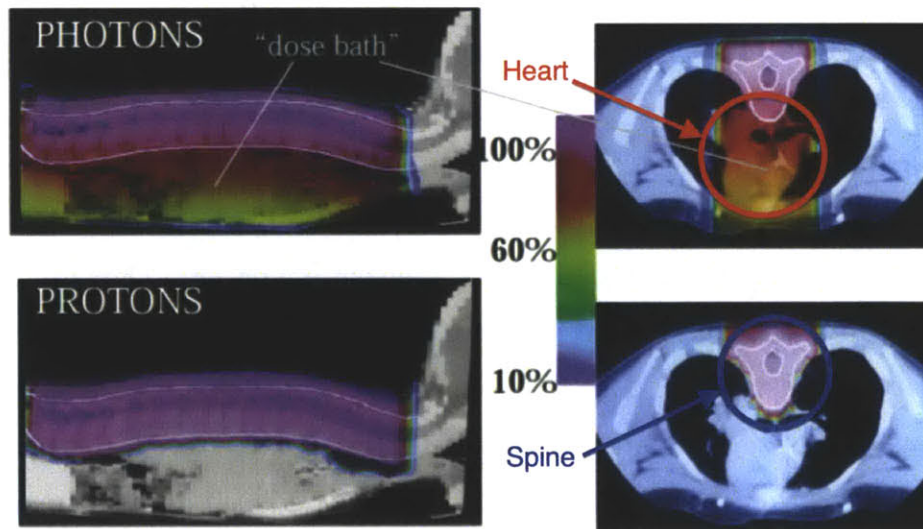 PHOTONS
“dose bath”
Heart
100%
60%
PROTONS
10%
Spine